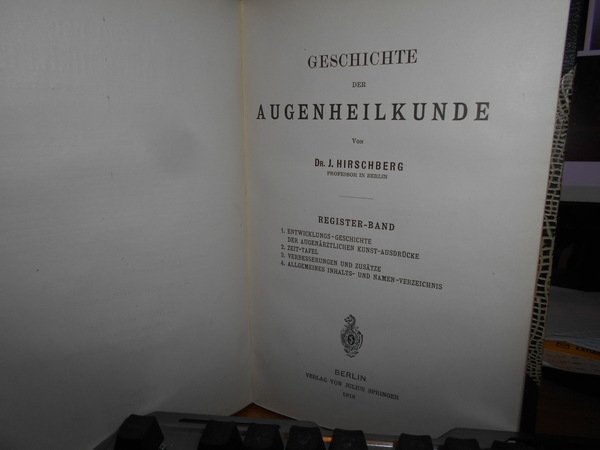 GESCHICHTE
DER
AUGENHEILKUNDE
VON
DR. J. HIRSCHBERG
PROFESSOR IN BERLIN
REGISTER-BAND
1. ENTWICKLUNGS-GESCHICHTE
DER AUGENÄRZTLICHEN KUNST-AUSDRÜCKE
2. ZEIT-TAFEL
3. VERBESSERUNGEN UND ZUSÄTZE
4. ALLGEMEINES INHALTS- UND NAMEN-VERZEICHNIS
BERLIN
VERLAG VON JULIUS SPRINGER
1918